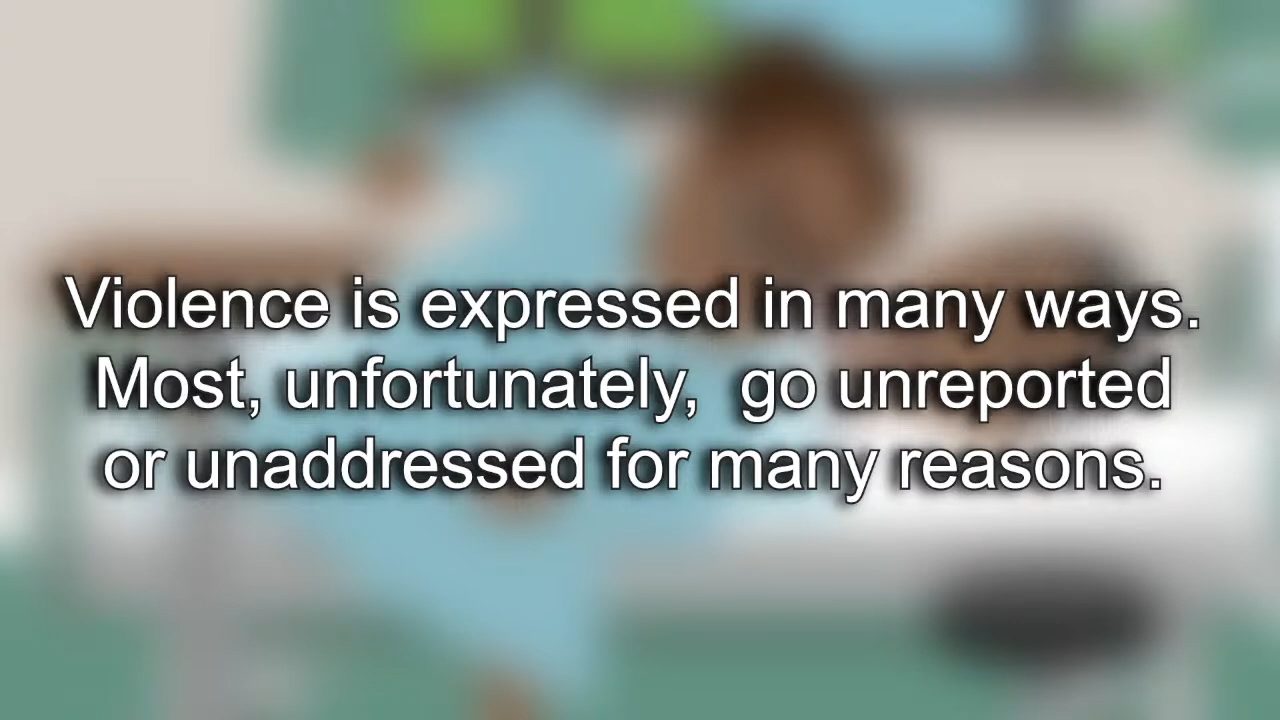 Violence is expressed in many ways.
Most, unfortunately,  go unreported
or unaddressed for many reasons.